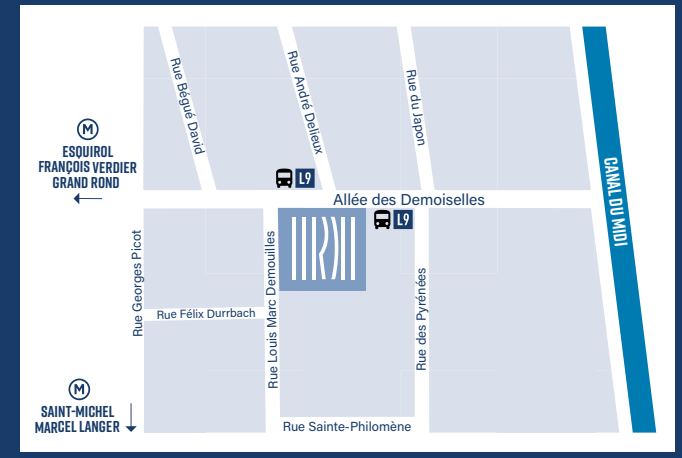 Rue Bégué David
Rue André Delieux
Rue du Japon
M
ESQUIROL
FRANÇOIS VERDIER
GRAND ROND
L9
Allée des Demoiselles
L9
CANAL DU MIDI
Rue Georges Picot
Rue Louis Marc Demouilles
Rue des Pyrénées
Rue Félix Durrbach
M
SAINT-MICHEL
MARCEL LANGER
Rue Sainte-Philomène